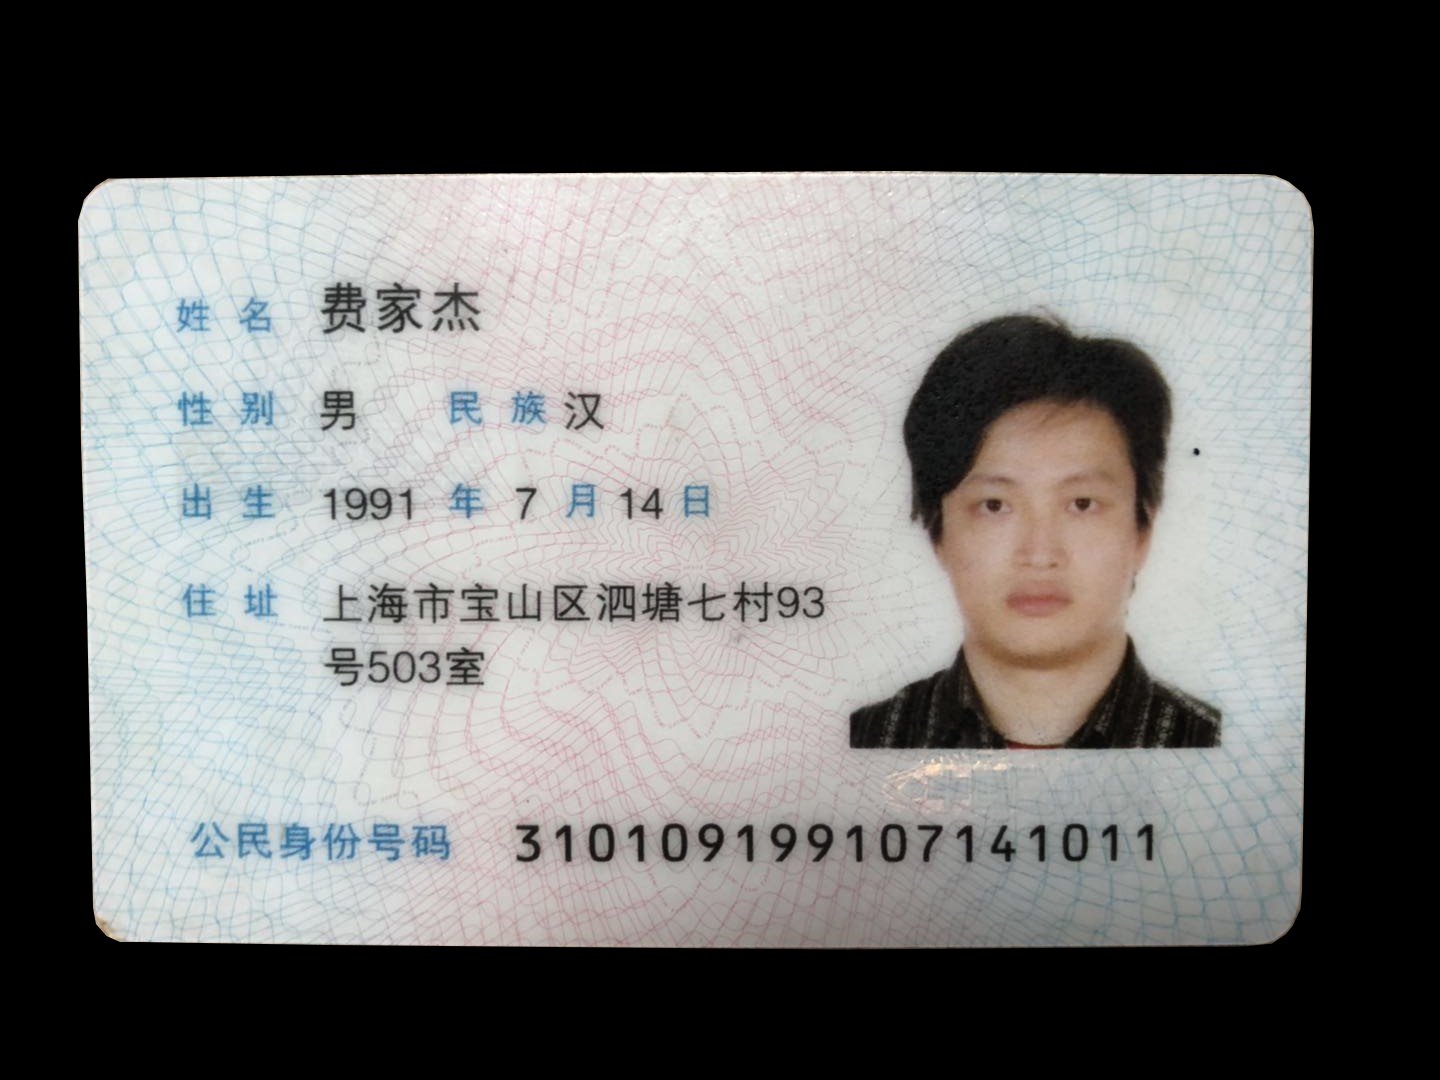 姓名 费家杰
性别 男 民族 汉
出生 1991 年 7 月 14 日
住址 上海市宝山区泗塘七村93
号503室
公民身份号码 310109199107141011